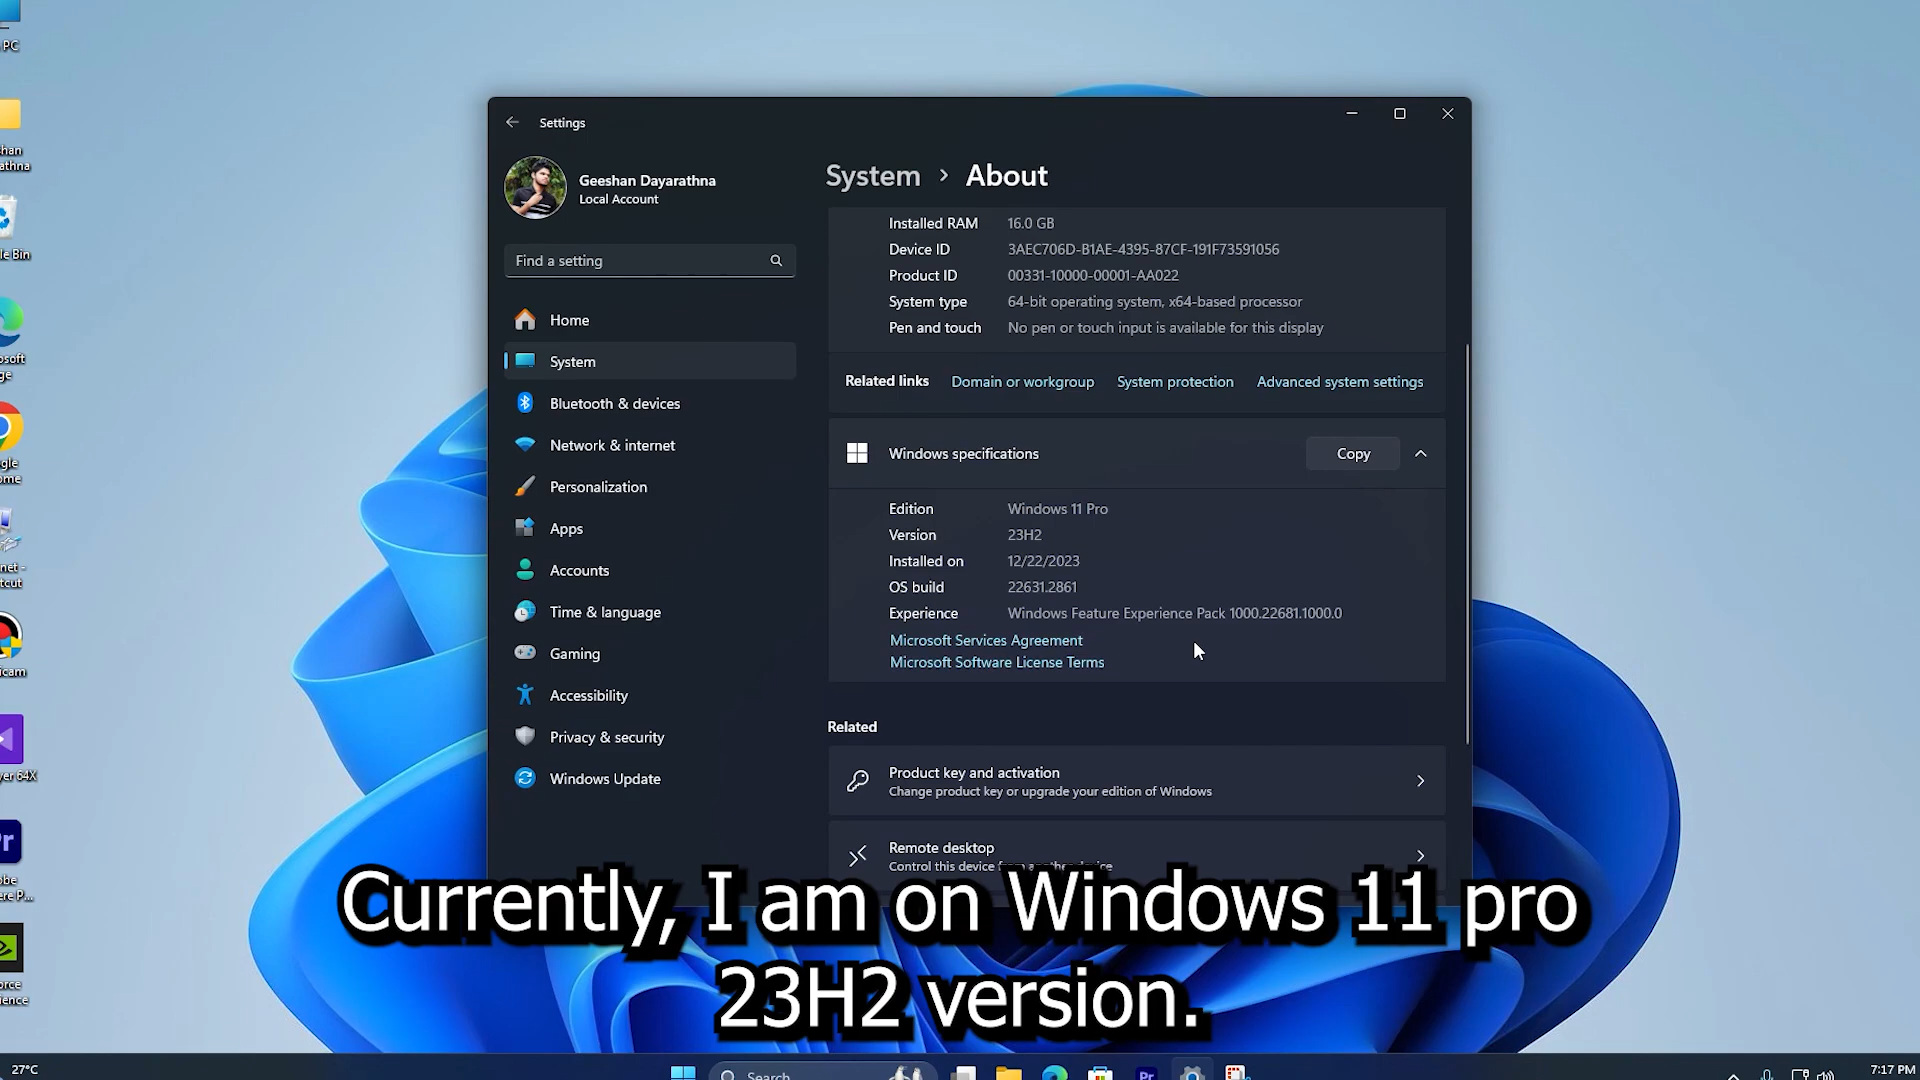 PC
Settings
Geeshan Dayarathna
Local Account
System > About
Installed RAM 16.0 GB
Device ID 3AEC706D-B1AE-4395-87CF-191F73591056
Product ID 00331-10000-00001-AA022
System type 64-bit operating system, x64-based processor
Pen and touch No pen or touch input is available for this display
Find a setting
Home
System
Bluetooth & devices
Network & internet
Personalization
Apps
Accounts
Time & language
Gaming
Accessibility
Privacy & security
Windows Update
Related links Domain or workgroup System protection Advanced system settings
Windows specifications Copy
Edition Windows 11 Pro
Version 23H2
Installed on 12/22/2023
OS build 22631.2861
Experience Windows Feature Experience Pack 1000.22681.1000.0
Microsoft Services Agreement
Microsoft Software License Terms
Related
Product key and activation
Change product key or upgrade your edition of Windows
Remote desktop
Control this device from another device
Currently, I am on Windows 11 pro
23H2 version.
27°C
Search
Pr
7:17 PM